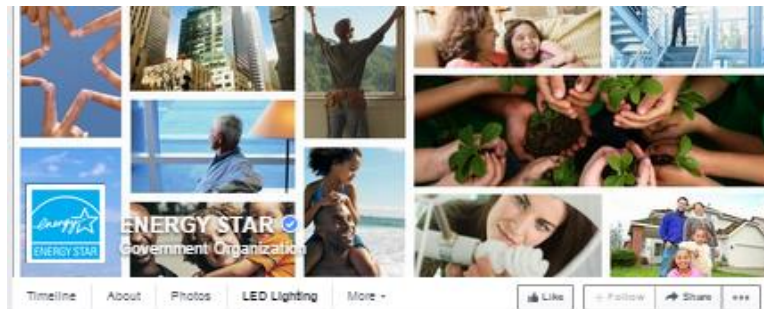 energy
ENERGY STAR
ENERGY STAR
Government Organization
Timeline About Photos LED Lighting More
Like + Follow Share